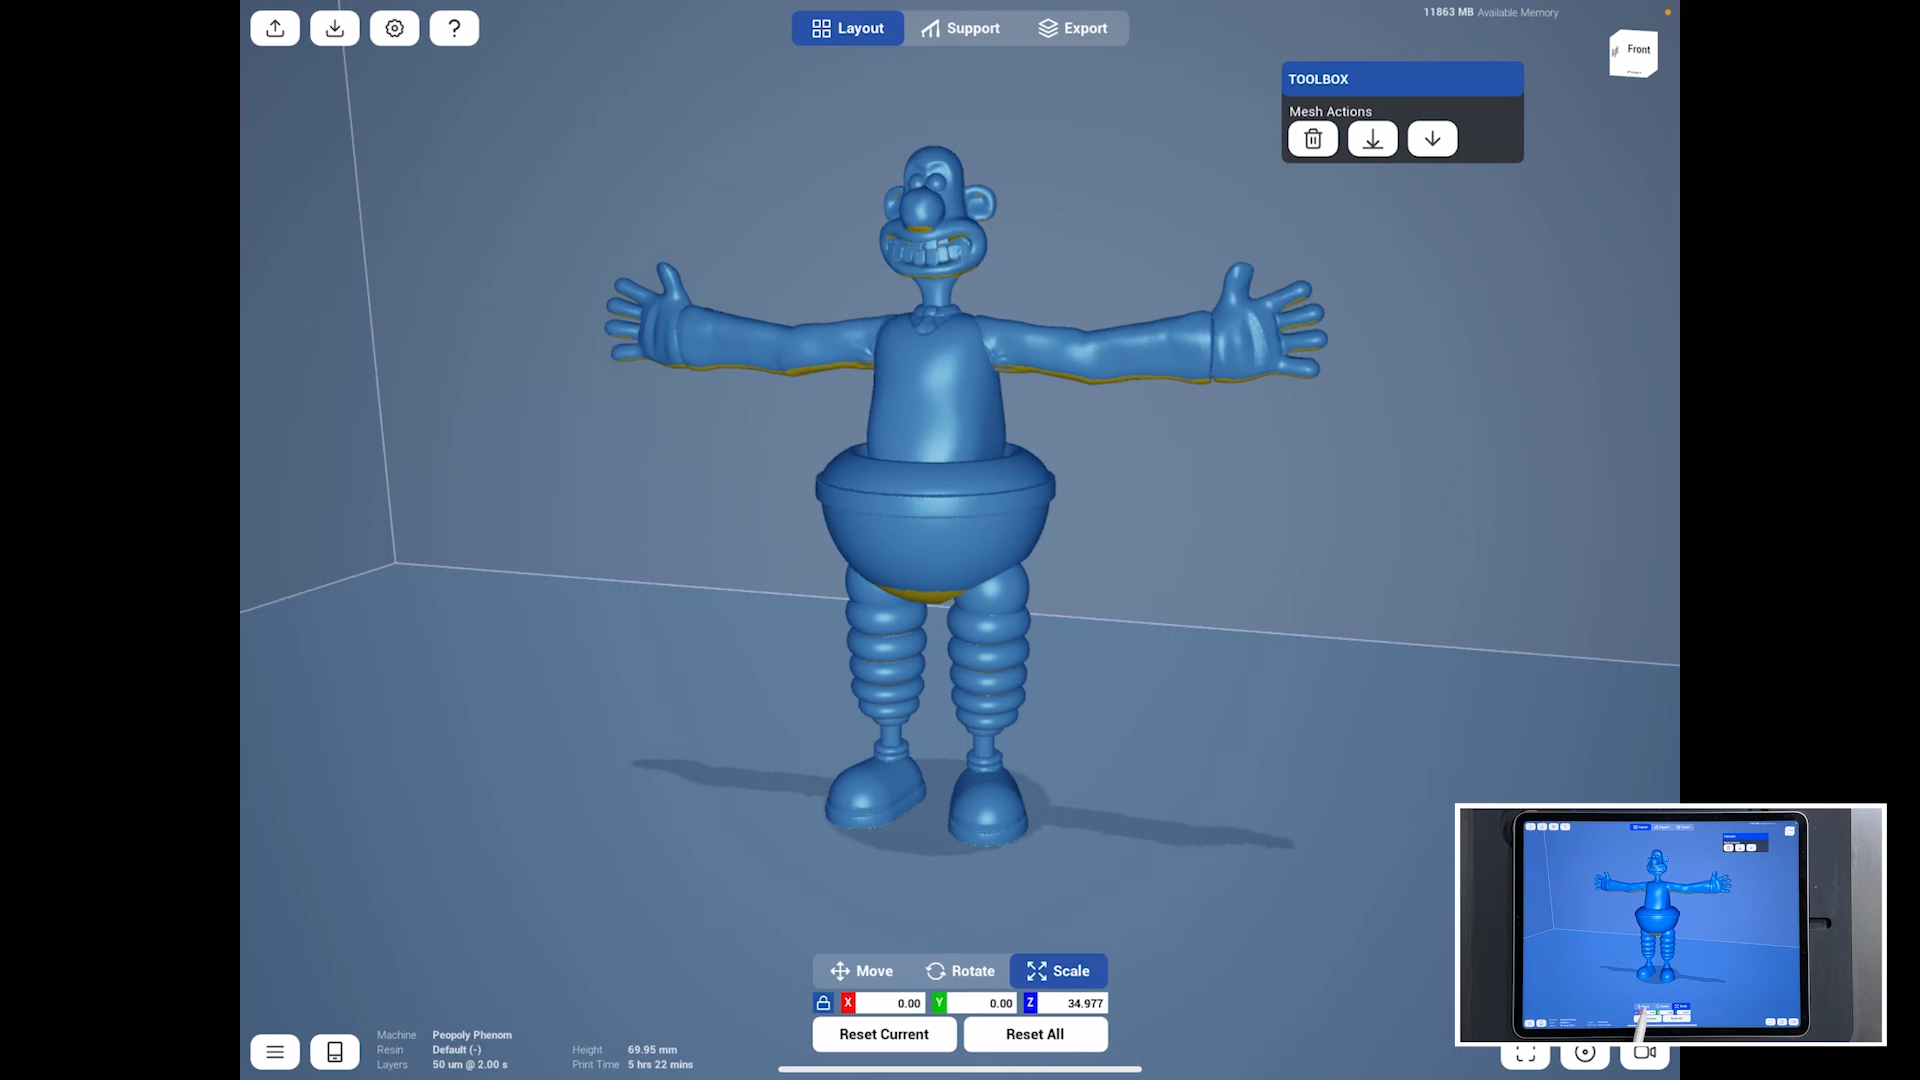 11863 MB Available Memory
Layout
Support
Export
Front
TOOLBOX
Mesh Actions
Move
Rotate
Scale
X 0.00 Y 0.00 Z 34.977
Reset Current
Reset All
Machine Peopoly Phenom
Resin Default (-)
Layers 50 um @ 2.00 s
Height 69.95 mm
Print Time 5 hrs 22 mins